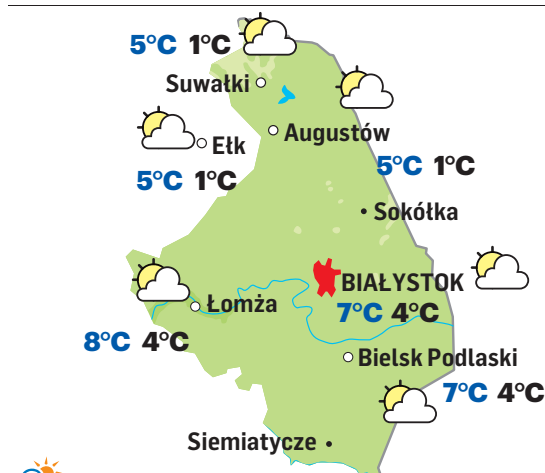 5°C 1°C
Suwałki
Augustów
Ełk
5°C 1°C
5°C 1°C
Sokółka
BIAŁYSTOK
Łomża
7°C 4°C
8°C 4°C
Bielsk Podlaski
7°C 4°C
Siemiatycze